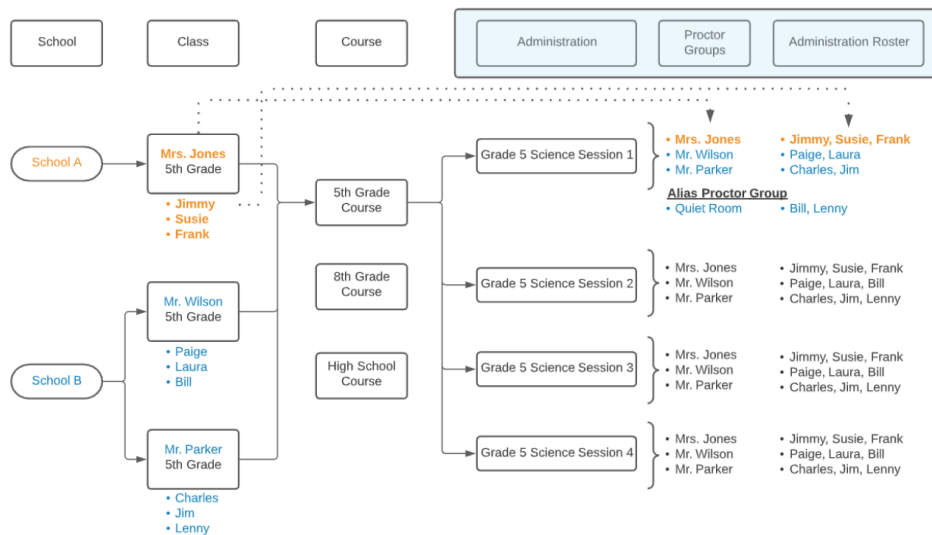 School
Class
Course
Administration
Proctor
Groups
Administration Roster
School A
Mrs. Jones
5th Grade
• Jimmy
• Susie
• Frank
School B
Mr. Wilson
5th Grade
• Paige
• Laura
• Bill
Mr. Parker
5th Grade
• Charles
• Jim
• Lenny
5th Grade
Course
8th Grade
Course
High School
Course
Grade 5 Science Session 1
• Mrs. Jones
• Mr. Wilson
• Mr. Parker
• Jimmy, Susie, Frank
• Paige, Laura
• Charles, Jim
Alias Proctor Group
• Quiet Room
• Bill, Lenny
Grade 5 Science Session 2
• Mrs. Jones
• Mr. Wilson
• Mr. Parker
• Jimmy, Susie, Frank
• Paige, Laura, Bill
• Charles, Jim, Lenny
Grade 5 Science Session 3
• Mrs. Jones
• Mr. Wilson
• Mr. Parker
• Jimmy, Susie, Frank
• Paige, Laura, Bill
• Charles, Jim, Lenny
Grade 5 Science Session 4
• Mrs. Jones
• Mr. Wilson
• Mr. Parker
• Jimmy, Susie, Frank
• Paige, Laura, Bill
• Charles, Jim, Lenny